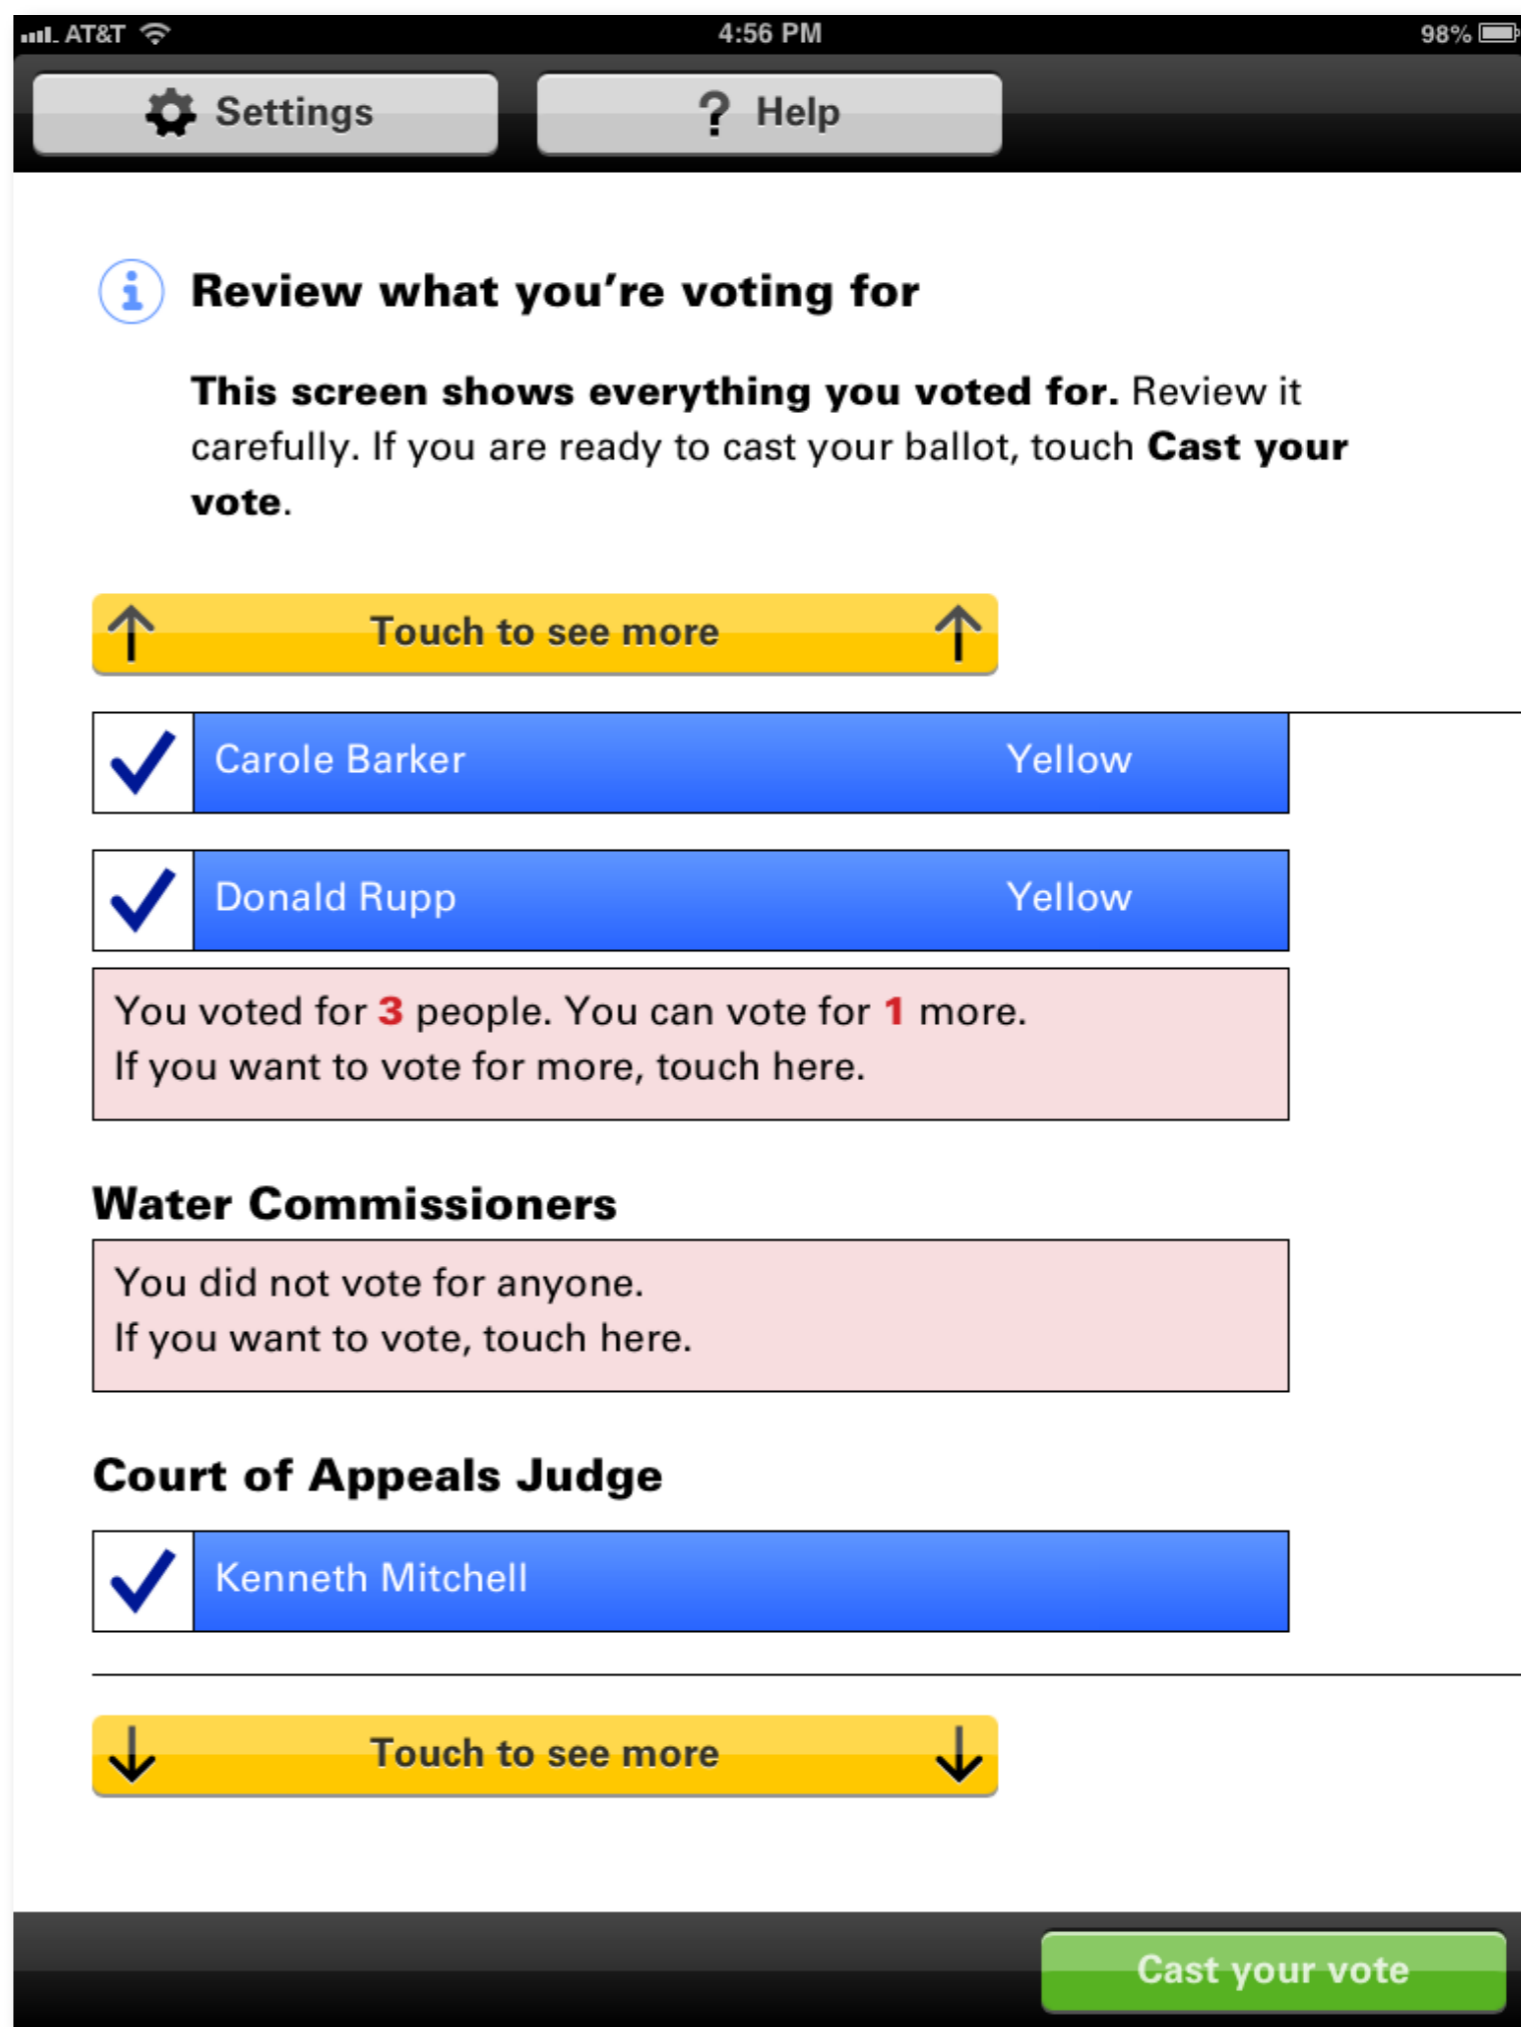 AT&T 4:56 PM 98%
Settings ? Help
i Review what you're voting for
This screen shows everything you voted for. Review it
carefully. If you are ready to cast your ballot, touch Cast your
vote.
Touch to see more
Carole Barker Yellow
Donald Rupp Yellow
You voted for 3 people. You can vote for 1 more.
If you want to vote for more, touch here.
Water Commissioners
You did not vote for anyone.
If you want to vote, touch here.
Court of Appeals Judge
Kenneth Mitchell
Touch to see more
Cast your vote